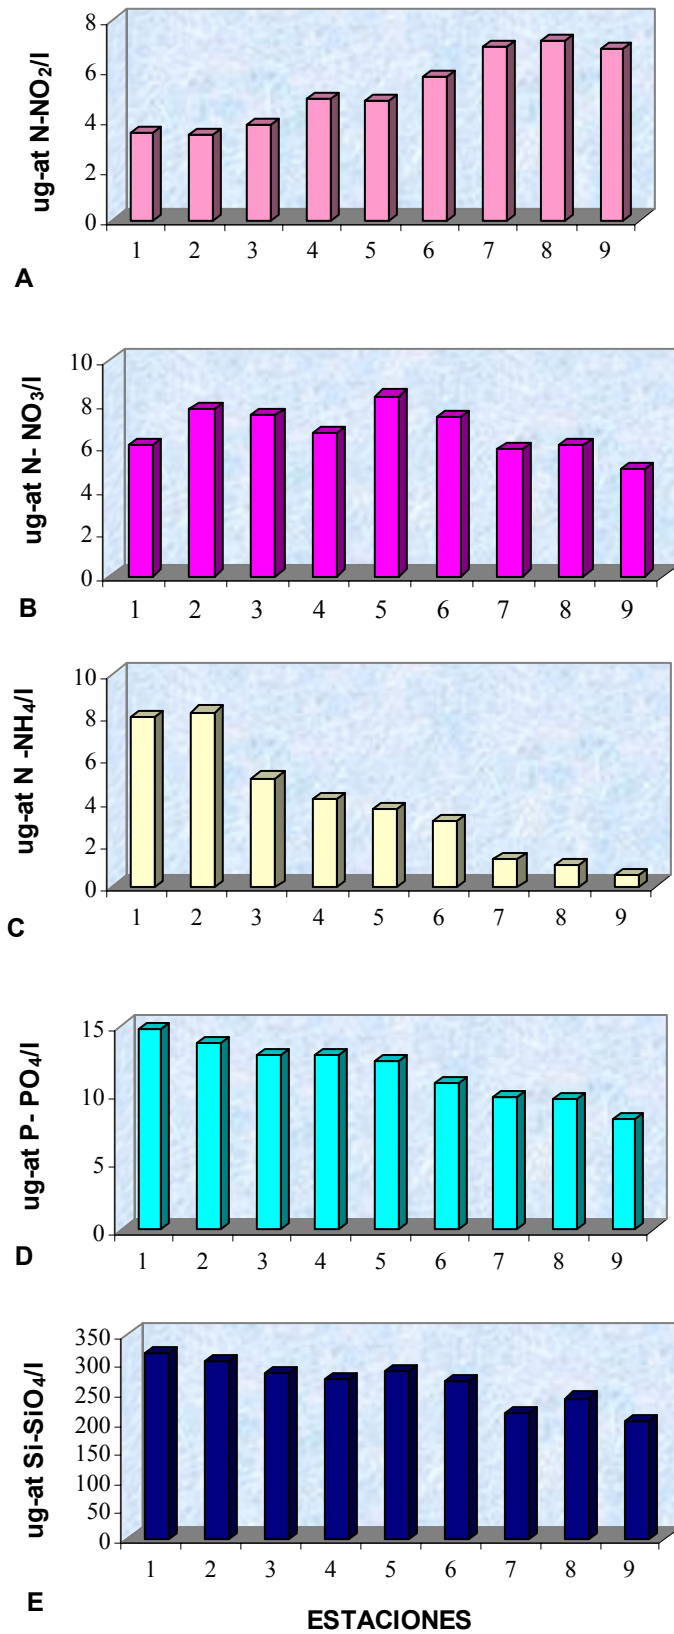 ug-at N-NO2/l
8
6
4
2
0
1 2 3 4 5 6 7 8 9
A
ug-at N- NO3/l
10
8
6
4
2
0
1 2 3 4 5 6 7 8 9
B
ug-at N -NH4/l
10
8
6
4
2
0
1 2 3 4 5 6 7 8 9
C
ug-at P- PO4/l
15
10
5
0
1 2 3 4 5 6 7 8 9
D
ug-at Si-SiO4/l
350
300
250
200
150
100
50
0
1 2 3 4 5 6 7 8 9
E
ESTACIONES